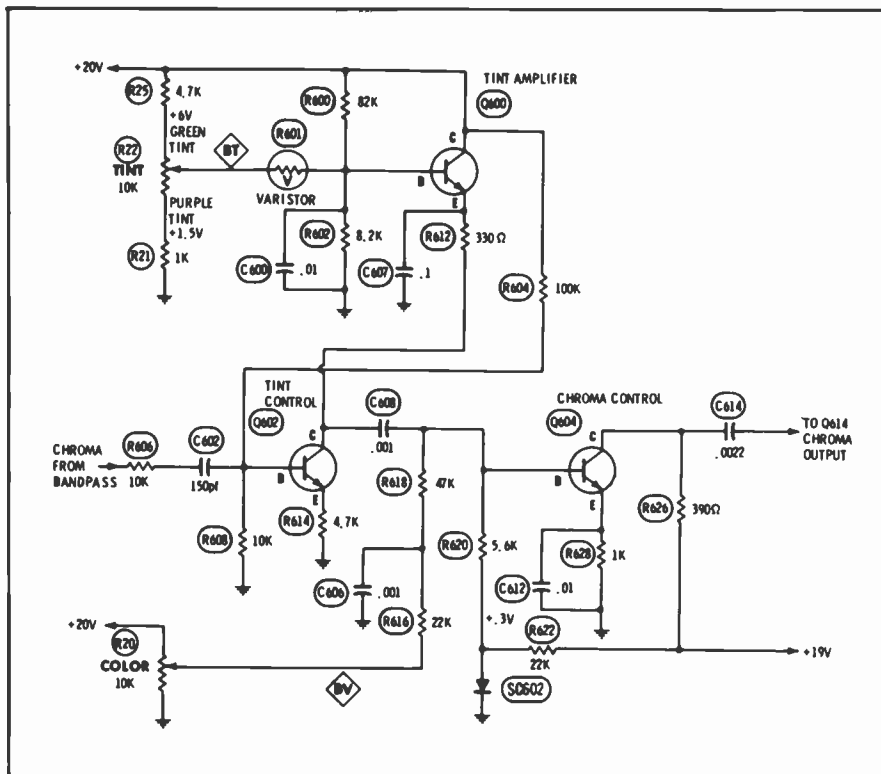 +20V
TINT AMPLIFIER
R25
4.7K
R600
82K
Q600
+6V
GREEN
TINT
R601
C
R22
TINT
10K
BT
V
VARISTOR
B
E
PURPLE
TINT
+1.5V
R602
8.2K
R612
330Ω
R21
1K
C600
.01
C607
.1
R604
100K
TINT
CONTROL
Q602
C608
CHROMA CONTROL
Q604
C614
TO Q614
CHROMA
OUTPUT
CHROMA
FROM
BANDPASS
R606
10K
C602
150pf
C
.001
C
.0022
B
R618
47K
B
E
R614
4.7K
E
R626
390Ω
R608
10K
R620
5.6K
R628
1K
C606
.001
C612
.01
+20V
R616
22K
+.3V
R622
R20
COLOR
10K
22K
+19V
BV
SC602